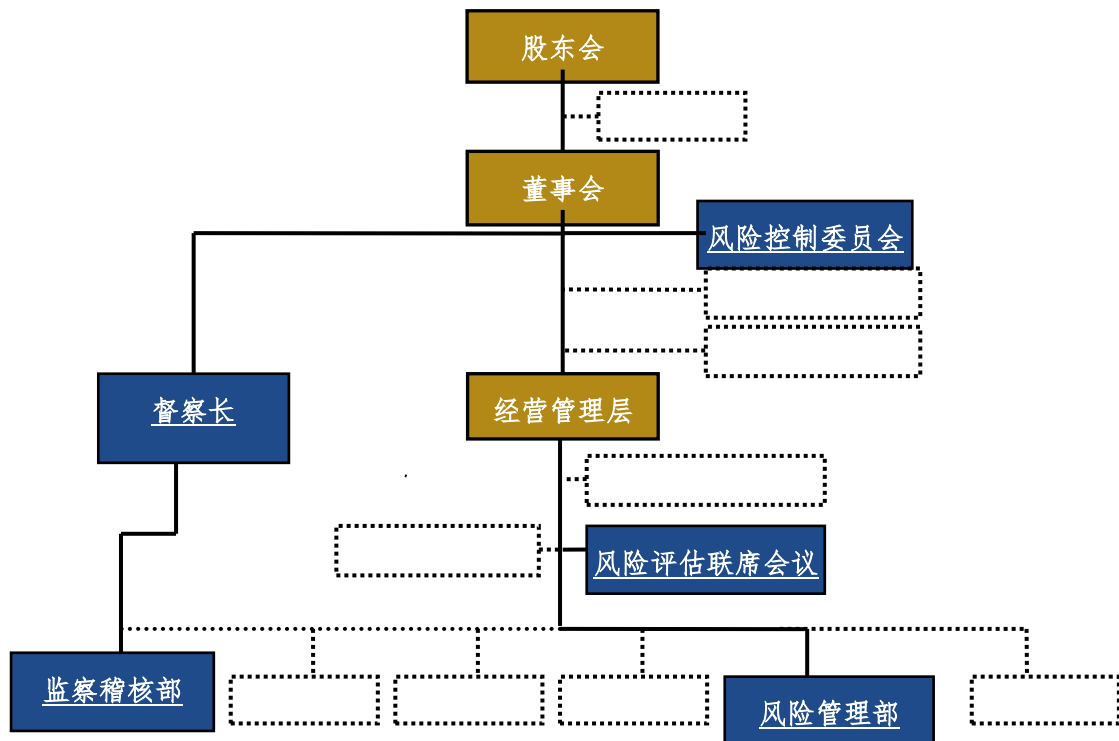 股东会
董事会
风险控制委员会
督察长
经营管理层
风险评估联席会议
监察稽核部
风险管理部